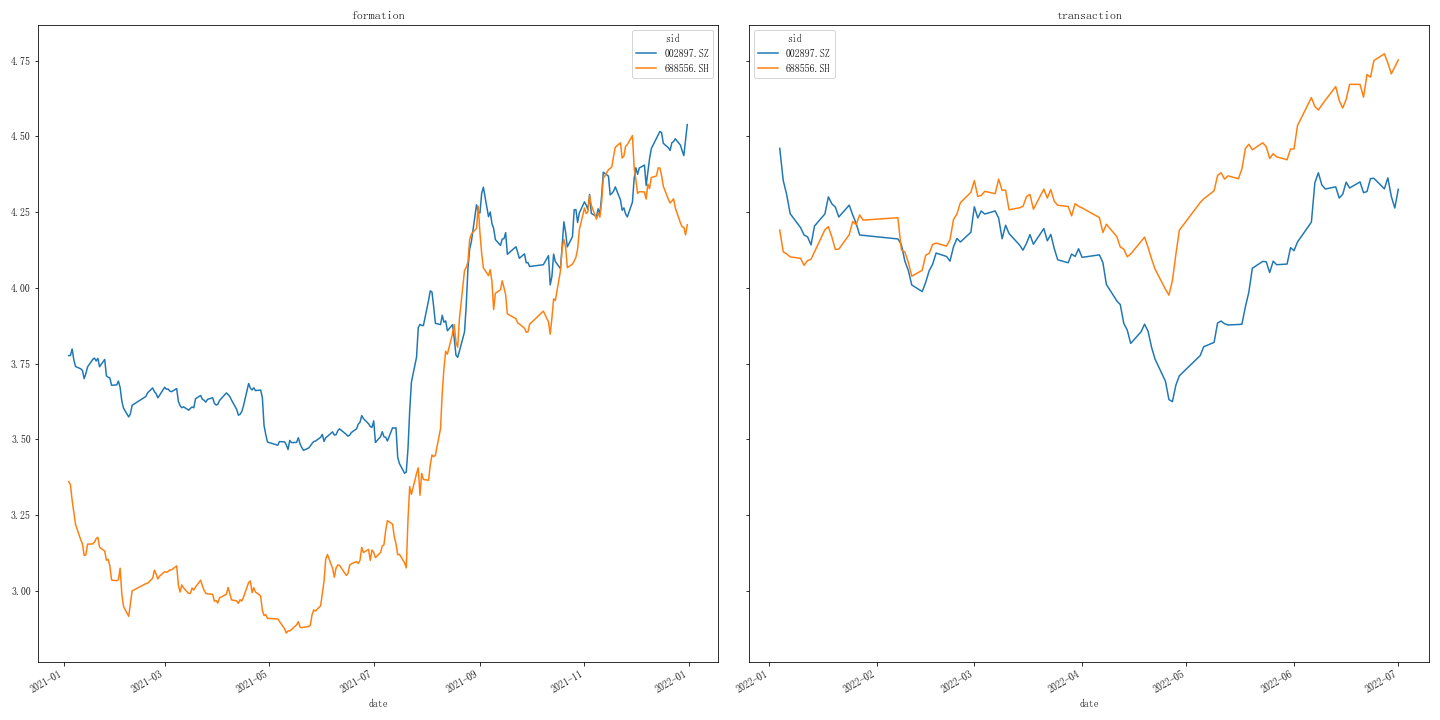 formation
sid
002897.SZ
688556.SH
4.75
4.50
4.25
4.00
3.75
3.50
3.25
3.00
2021-01
2021-03
2021-05
2021-07
2021-09
2021-11
2022-01
date
transaction
sid
002897.SZ
688556.SH
2022-01
2022-02
2022-03
2022-04
2022-05
2022-06
2022-07
date